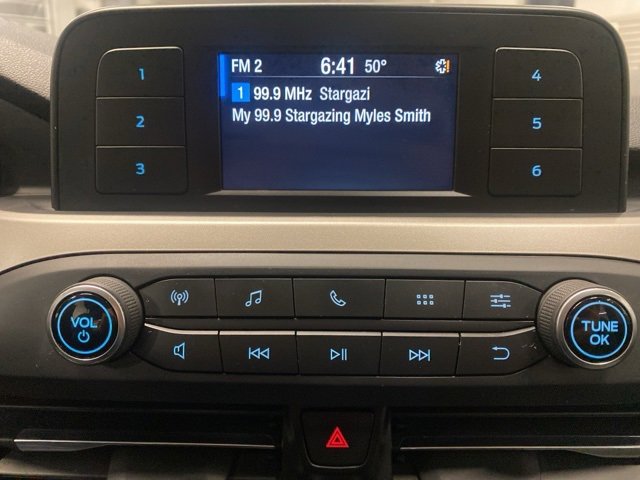 FM 2 6:41 50°
1 99.9 MHz Stargazi
My 99.9 Stargazing Myles Smith
1
2
3
4
5
6
VOL
TUNE
OK